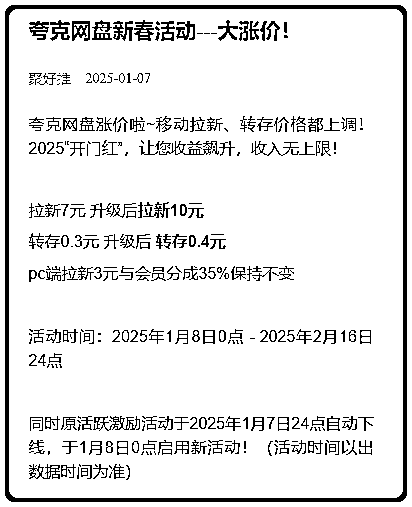 夸克网盘新春活动---大涨价！
聚好推 2025-01-07
夸克网盘涨价啦~移动拉新、转存价格都上调！
2025“开门红”，让您收益飙升，收入无上限！
拉新7元 升级后拉新10元
转存0.3元 升级后 转存0.4元
pc端拉新3元与会员分成35%保持不变
活动时间：2025年1月8日0点 - 2025年2月16日
24点
同时原活跃激励活动于2025年1月7日24点自动下
线，于1月8日0点启用新活动！（活动时间以出
数据时间为准）